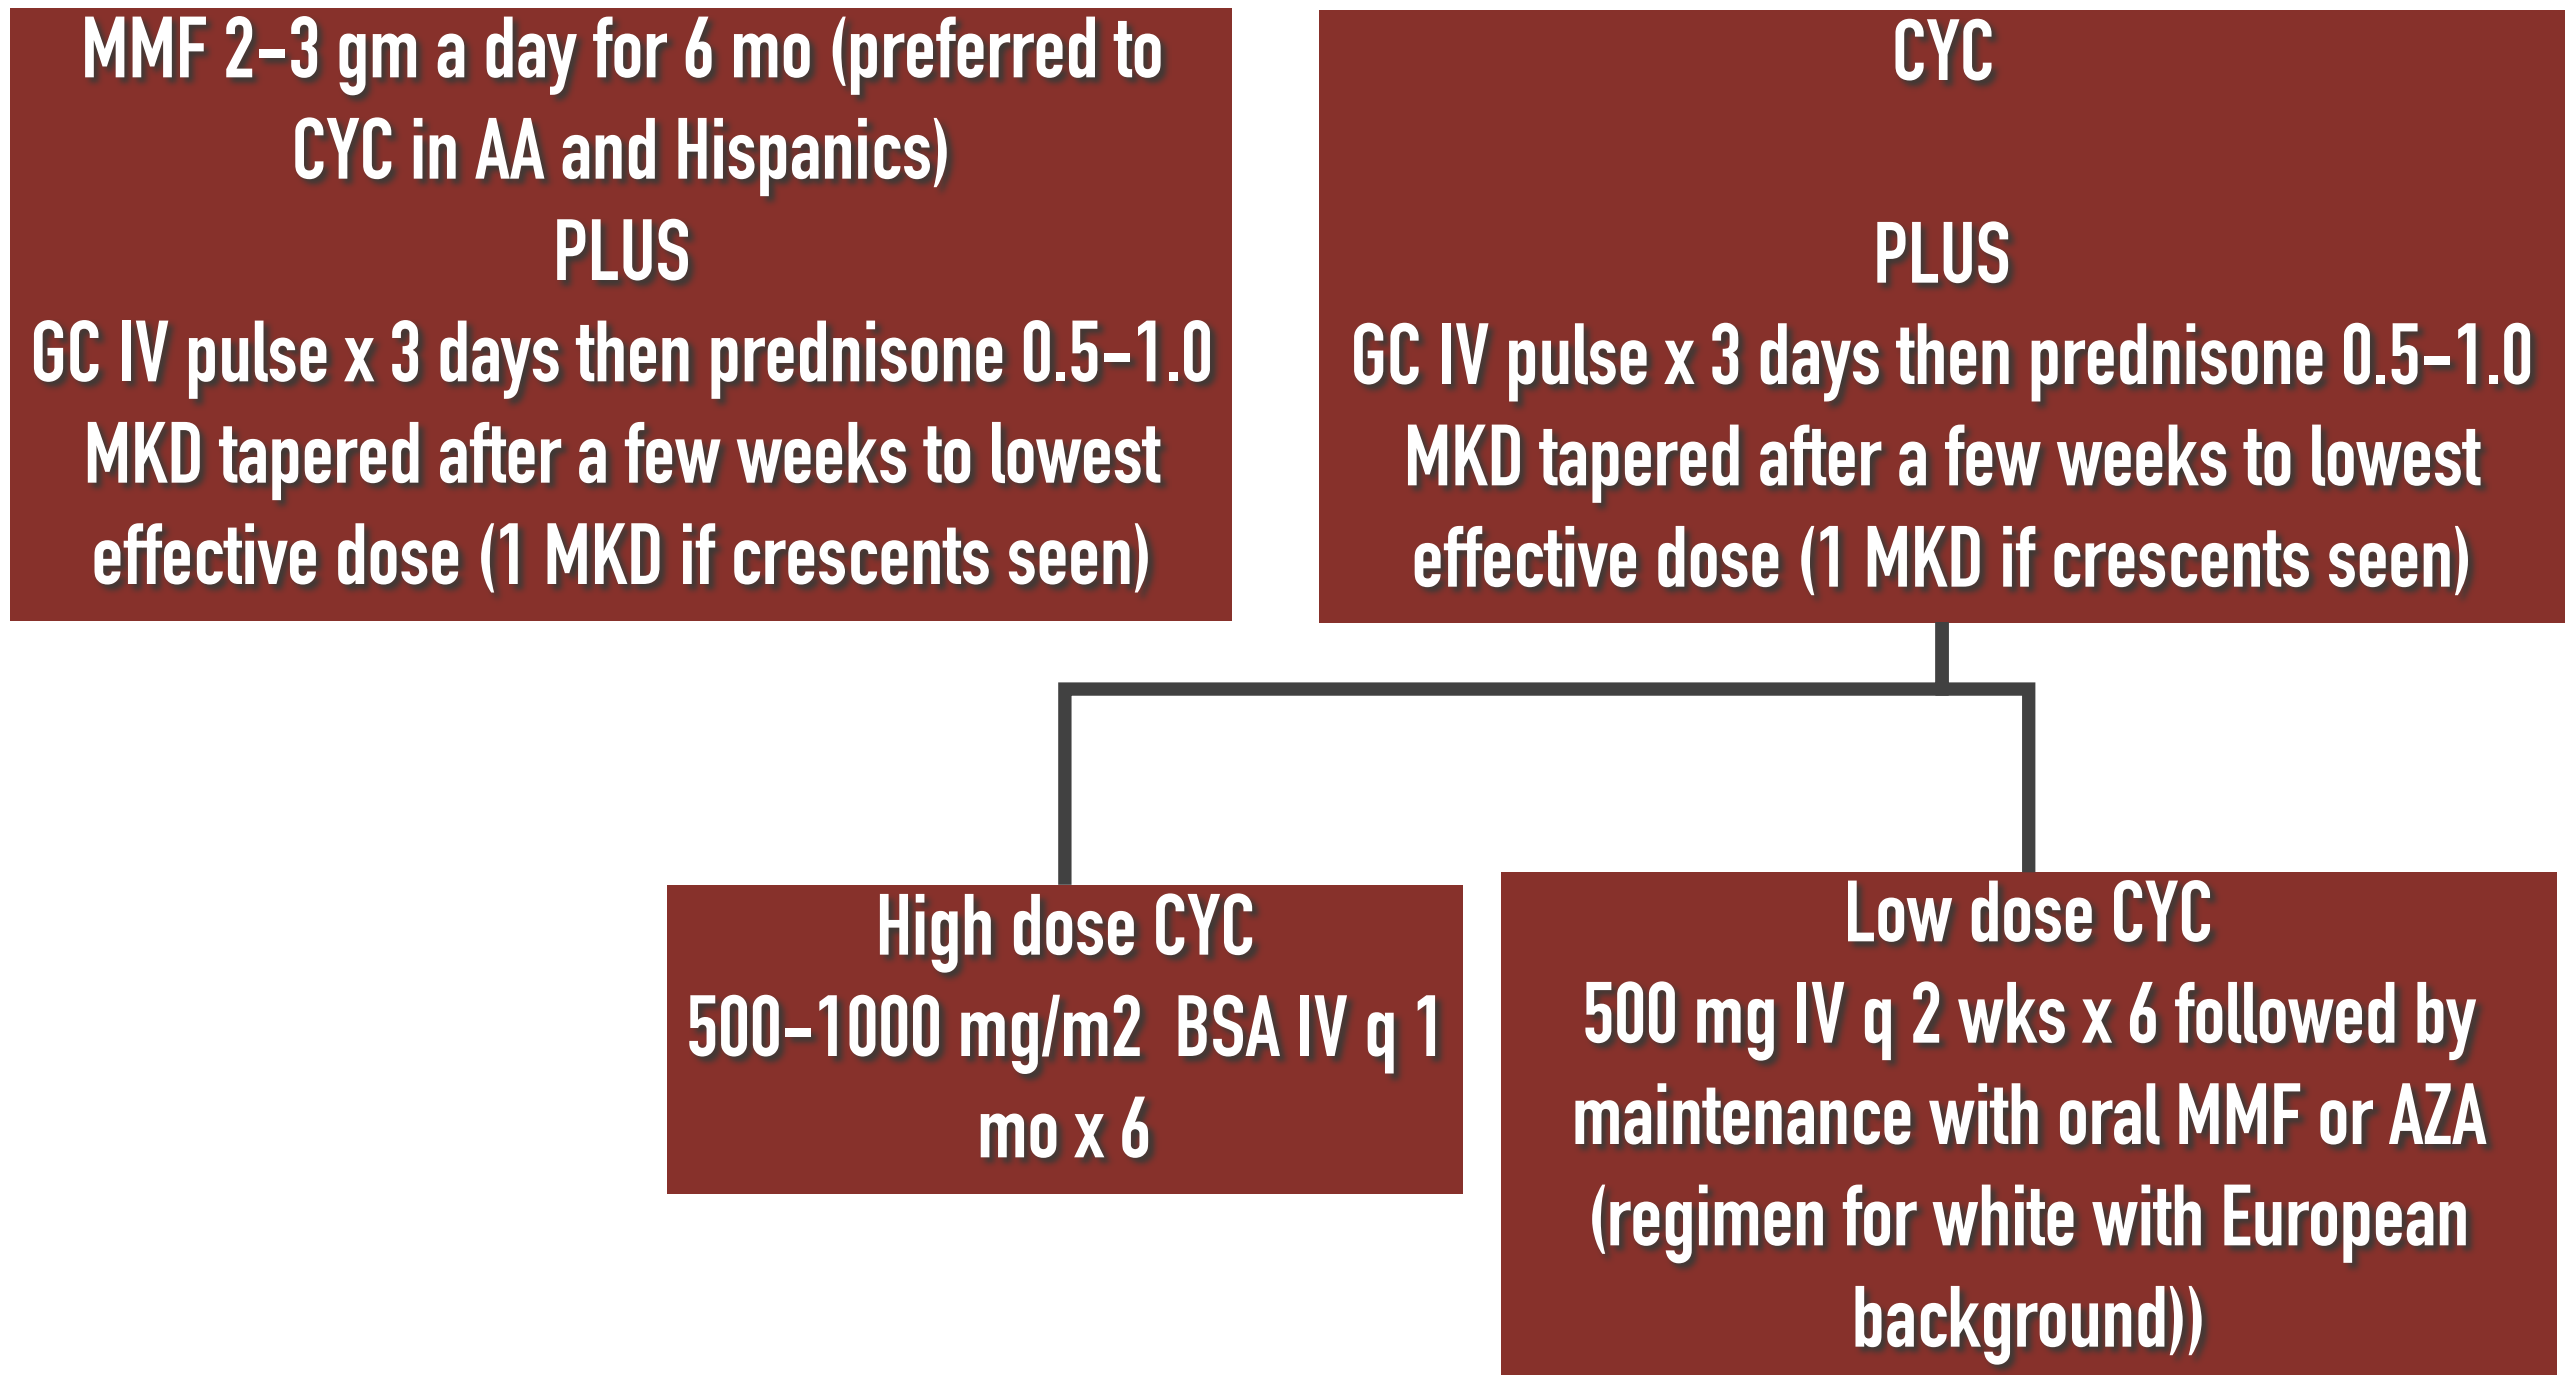 MMF 2-3 gm a day for 6 mo (preferred to
CYC in AA and Hispanics)
PLUS
GC IV pulse x 3 days then prednisone 0.5-1.0
MKD tapered after a few weeks to lowest
effective dose (1 MKD if crescents seen)
CYC
PLUS
GC IV pulse x 3 days then prednisone 0.5-1.0
MKD tapered after a few weeks to lowest
effective dose (1 MKD if crescents seen)
High dose CYC
500-1000 mg/m2 BSA IV q 1
mo x 6
Low dose CYC
500 mg IV q 2 wks x 6 followed by
maintenance with oral MMF or AZA
(regimen for white with European
background))